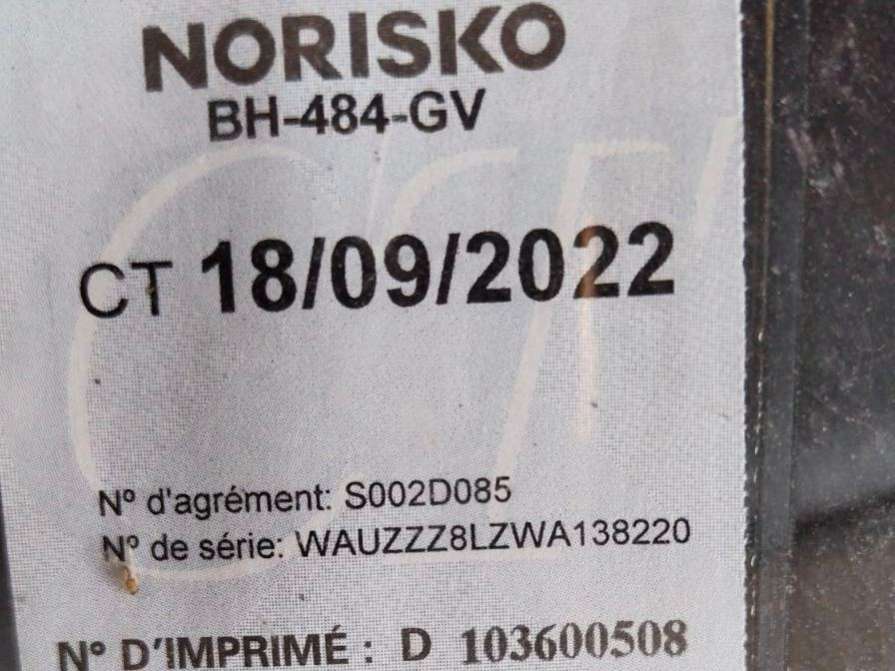 NORISKO
BH-484-GV
CT 18/09/2022
N° d'agrément: S002D085
N° de série: WAUZZZ8LZWA138220
N° D'IMPRIMÉ : D 103600508